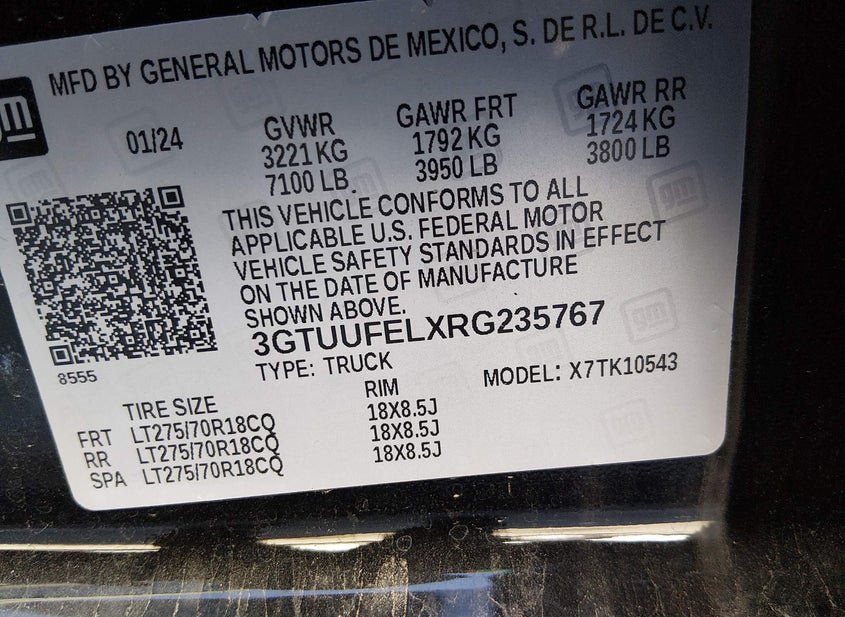 gm
MFD BY GENERAL MOTORS DE MEXICO, S. DE R.L. DE C.V.
01/24
GVWR
3221 KG
7100 LB.
GAWR FRT
1792 KG
3950 LB
GAWR RR
1724 KG
3800 LB
THIS VEHICLE CONFORMS TO ALL
APPLICABLE U.S. FEDERAL MOTOR
VEHICLE SAFETY STANDARDS IN EFFECT
ON THE DATE OF MANUFACTURE
SHOWN ABOVE.
3GTUUFELXRG235767
8555
TYPE: TRUCK
MODEL: X7TK10543
TIRE SIZE RIM
FRT LT275/70R18CQ 18X8.5J
RR LT275/70R18CQ 18X8.5J
SPA LT275/70R18CQ 18X8.5J